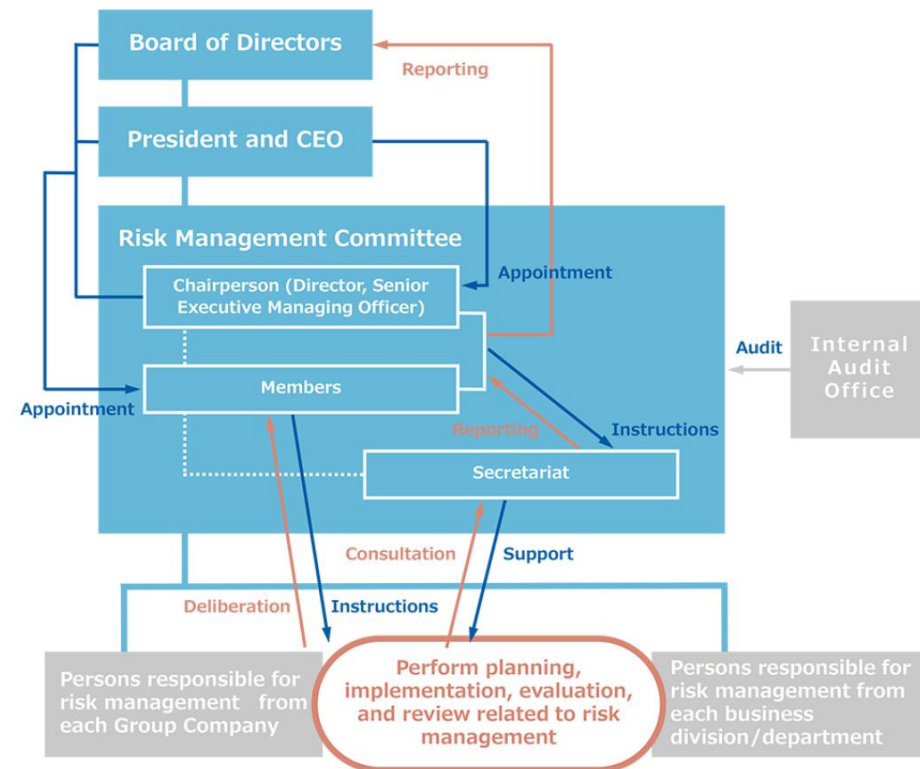 Board of Directors
Reporting
President and CEO
Risk Management Committee
Chairperson (Director, Senior
Executive Managing Officer)
Appointment
Audit
Internal
Audit
Office
Members
Appointment
Reporting
Instructions
Secretariat
Consultation
Support
Deliberation
Instructions
Persons responsible for
risk management from
each Group Company
Perform planning,
implementation, evaluation,
and review related to risk
management
Persons responsible for
risk management from
each business
division/department